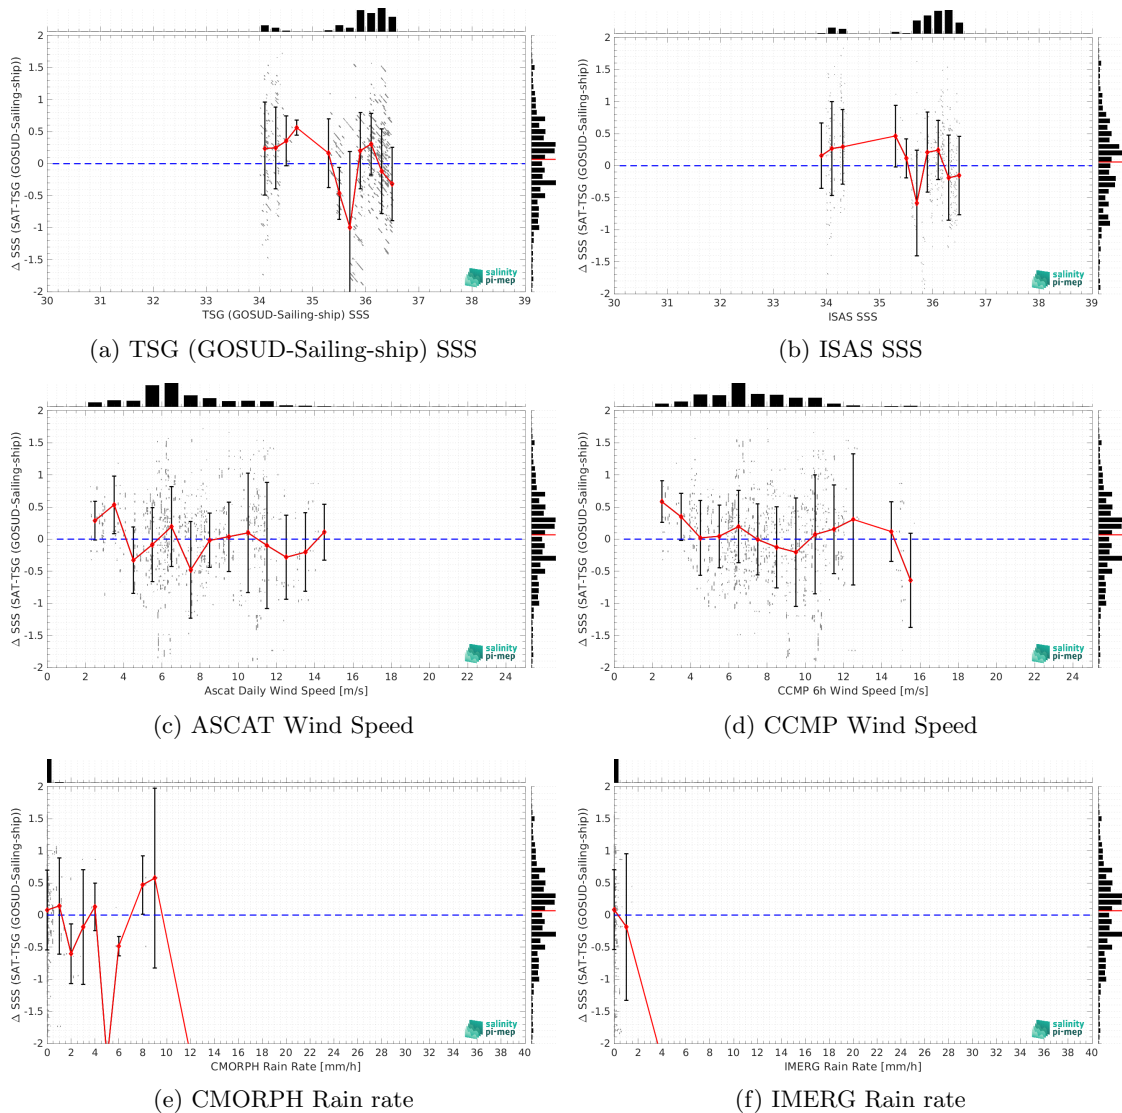 2
1.5
1
0.5
0
-0.5
-1
-1.5
-2
Δ SSS (SAT-TSG (GOSUD-Sailing-ship))
30 31 32 33 34 35 36 37 38 39
TSG (GOSUD-Sailing-ship) SSS
salinity
pi-mep
2
1.5
1
0.5
0
-0.5
-1
-1.5
-2
Δ SSS (SAT-TSG (GOSUD-Sailing-ship))
30 31 32 33 34 35 36 37 38 39
ISAS SSS
salinity
pi-mep
(a) TSG (GOSUD-Sailing-ship) SSS
(b) ISAS SSS
2
1.5
1
0.5
0
-0.5
-1
-1.5
-2
Δ SSS (SAT-TSG (GOSUD-Sailing-ship))
0 2 4 6 8 10 12 14 16 18 20 22 24
Ascat Daily Wind Speed [m/s]
salinity
pi-mep
2
1.5
1
0.5
0
-0.5
-1
-1.5
-2
Δ SSS (SAT-TSG (GOSUD-Sailing-ship))
0 2 4 6 8 10 12 14 16 18 20 22 24
CCMP 6h Wind Speed [m/s]
salinity
pi-mep
(c) ASCAT Wind Speed
(d) CCMP Wind Speed
2
1.5
1
0.5
0
-0.5
-1
-1.5
-2
Δ SSS (SAT-TSG (GOSUD-Sailing-ship))
0 2 4 6 8 10 12 14 16 18 20 22 24 26 28 30 32 34 36 38 40
CMORPH Rain Rate [mm/h]
salinity
pi-mep
2
1.5
1
0.5
0
-0.5
-1
-1.5
-2
Δ SSS (SAT-TSG (GOSUD-Sailing-ship))
0 2 4 6 8 10 12 14 16 18 20 22 24 26 28 30 32 34 36 38 40
IMERG Rain Rate [mm/h]
salinity
pi-mep
(e) CMORPH Rain rate
(f) IMERG Rain rate